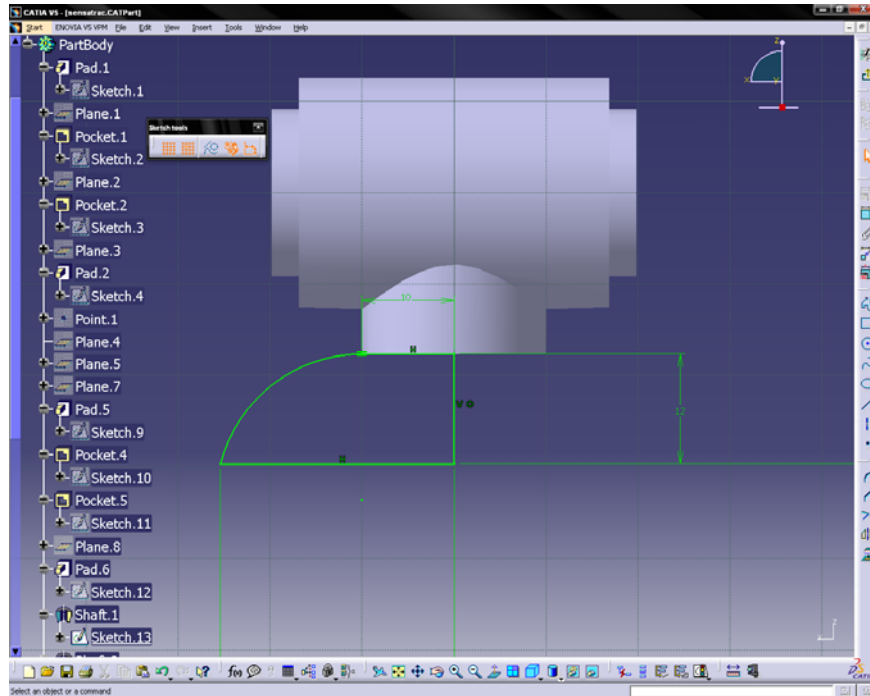 CATIA V5 - [sensatrac.CATPart]
Start ENOVIA V5 VPM File Edit View Insert Tools Window Help
PartBody
Pad.1
Sketch.1
Plane.1
Sketch tools
Pocket.1
Sketch.2
Plane.2
Pocket.2
Sketch.3
Plane.3
Pad.2
Sketch.4
10
Point.1
Plane.4
Plane.5
H
Plane.7
Pad.5
V
12
Sketch.9
Pocket.4
Sketch.10
Pocket.5
Sketch.11
Plane.8
Pad.6
Sketch.12
Shaft.1
Sketch.13
f(x)
CATIA
Select an object or a command